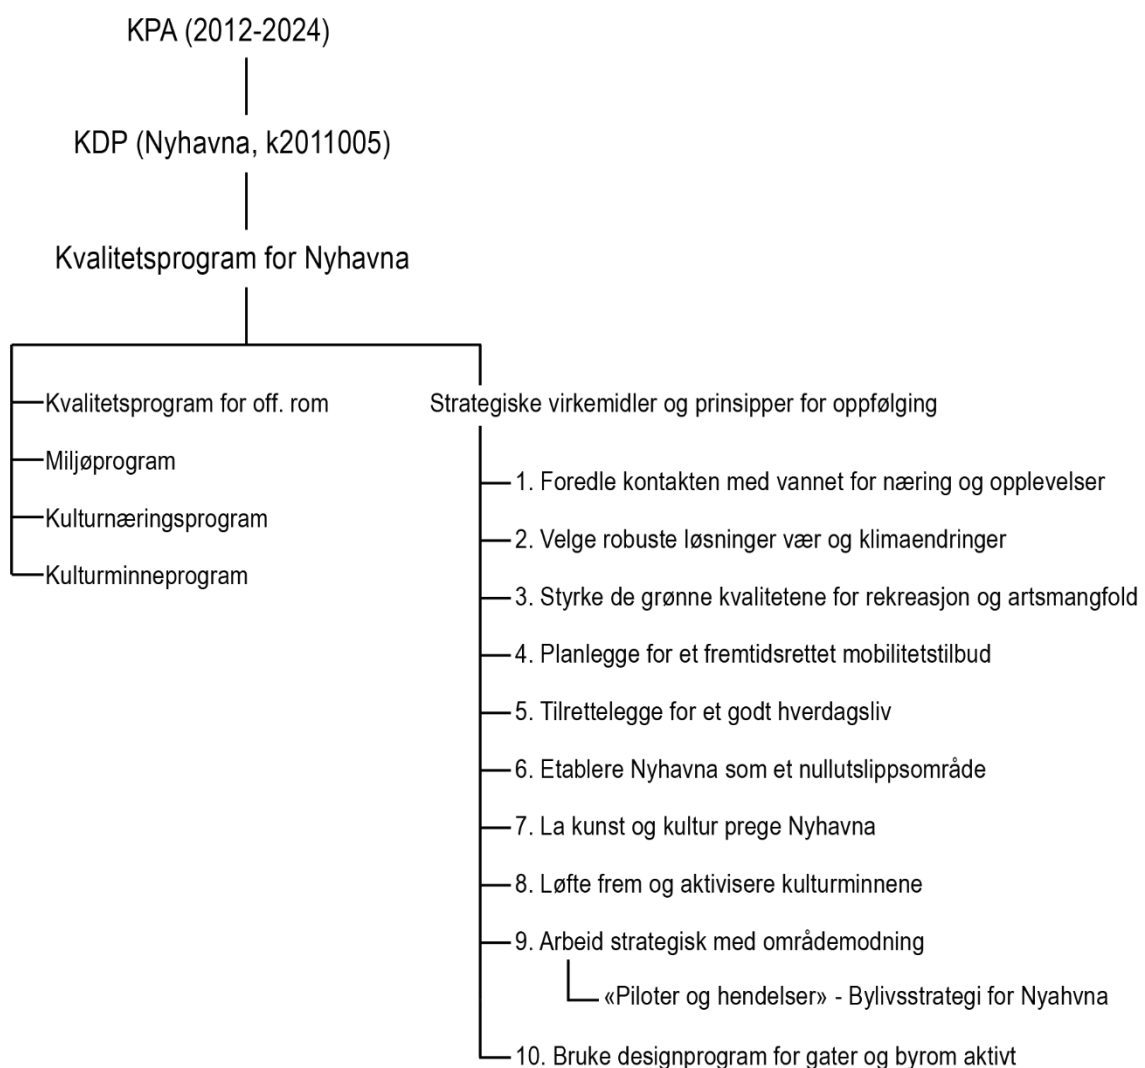 KPA (2012-2024)
KDP (Nyhavna, k2011005)
Kvalitetsprogram for Nyhavna
Kvalitetsprogram for off. rom
Miljøprogram
Kulturnæringsprogram
Kulturminneprogram
Strategiske virkemidler og prinsipper for oppfølging
1. Foredle kontakten med vannet for næring og opplevelser
2. Velge robuste løsninger vær og klimaendringer
3. Styrke de grønne kvalitetene for rekreasjon og artsmangfold
4. Planlegge for et fremtidsrettet mobilitetstilbud
5. Tilrettelegge for et godt hverdagsliv
6. Etablere Nyhavna som et nullutslippsområde
7. La kunst og kultur prege Nyhavna
8. Løfte frem og aktivisere kulturminnene
9. Arbeid strategisk med områdemodning
«Piloter og hendelser» - Bylivsstrategi for Nyahvna
10. Bruke designprogram for gater og byrom aktivt